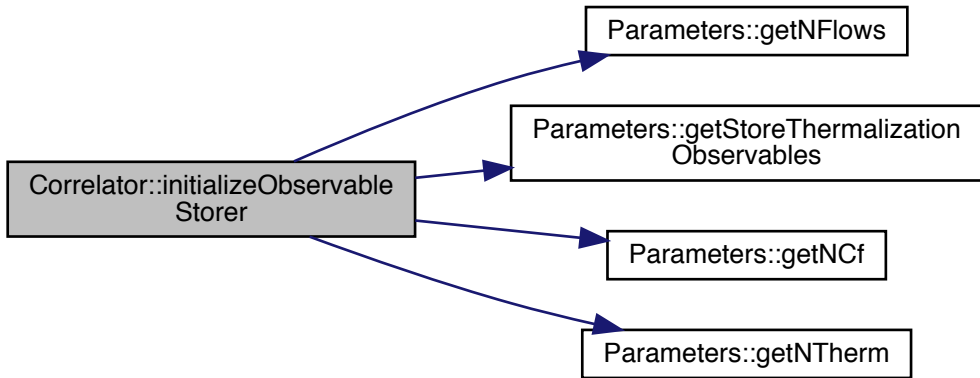 Parameters::getNFlows
Parameters::getStoreThermalization
Observables
Correlator::initializeObservable
Storer
Parameters::getNCf
Parameters::getNTherm